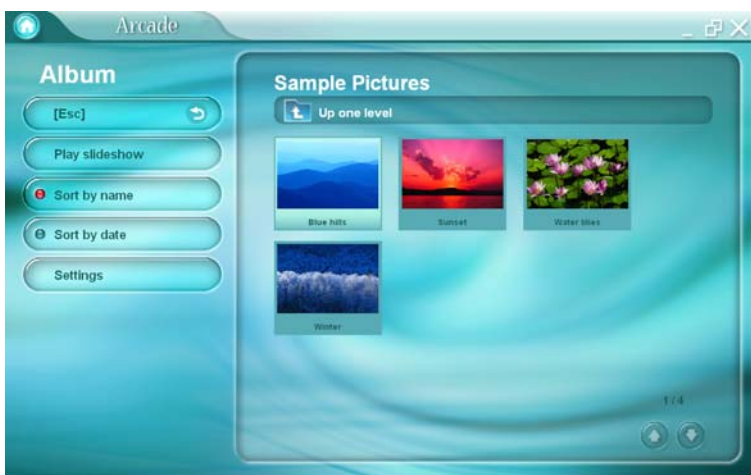 Arcade
Album
[Esc]
Play slideshow
Sort by name
Sort by date
Settings
Sample Pictures
Up one level
Blue hills
Sunset
Water lilies
Winter
1/4